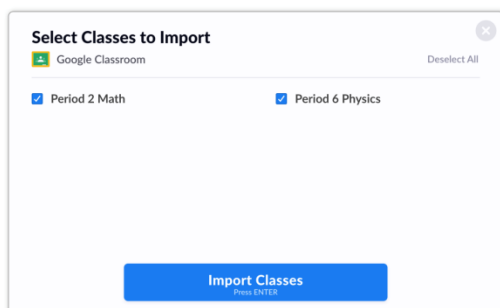 Select Classes to Import
Google Classroom
Deselect All
Period 2 Math
Period 6 Physics
Import Classes
Press ENTER